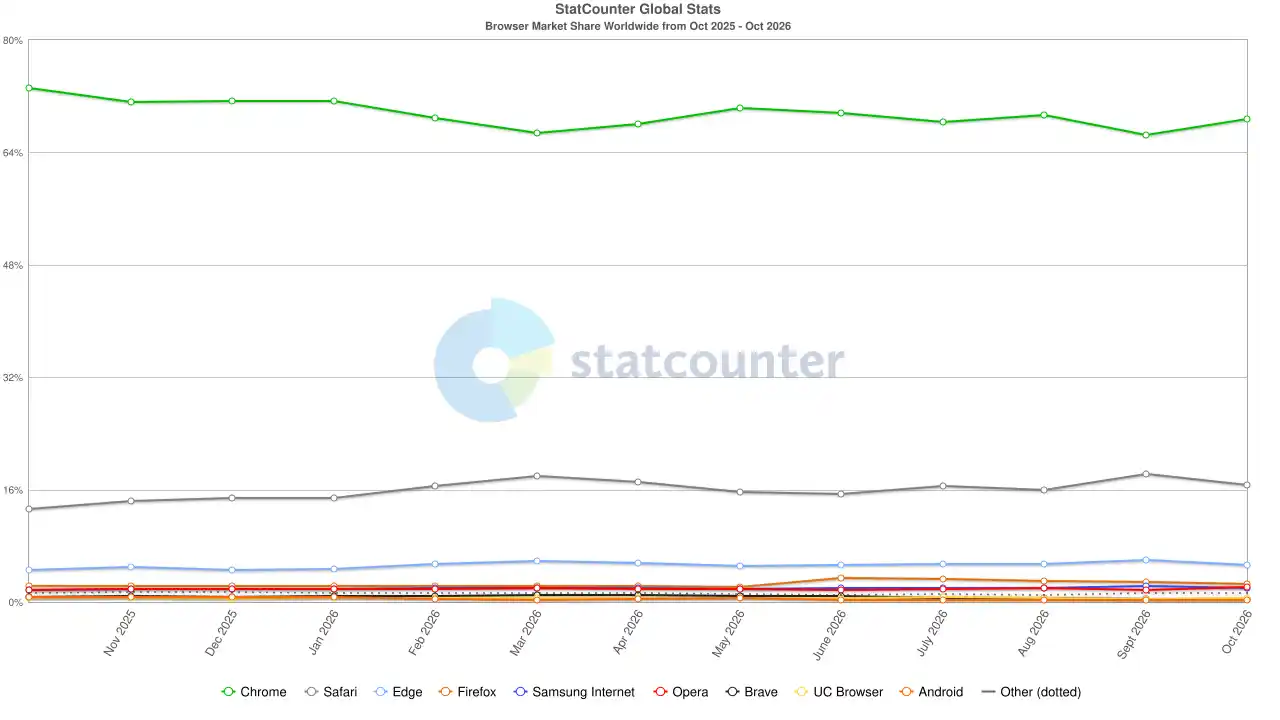 StatCounter Global Stats
Browser Market Share Worldwide from Oct 2025 - Oct 2026
80%
64%
48%
32%
16%
0%
statcounter
Nov 2025 Dec 2025 Jan 2026 Feb 2026 Mar 2026 Apr 2026 May 2026 June 2026 July 2026 Aug 2026 Sept 2026 Oct 2026
Chrome Safari Edge Firefox Samsung Internet Opera Brave UC Browser Android Other (dotted)